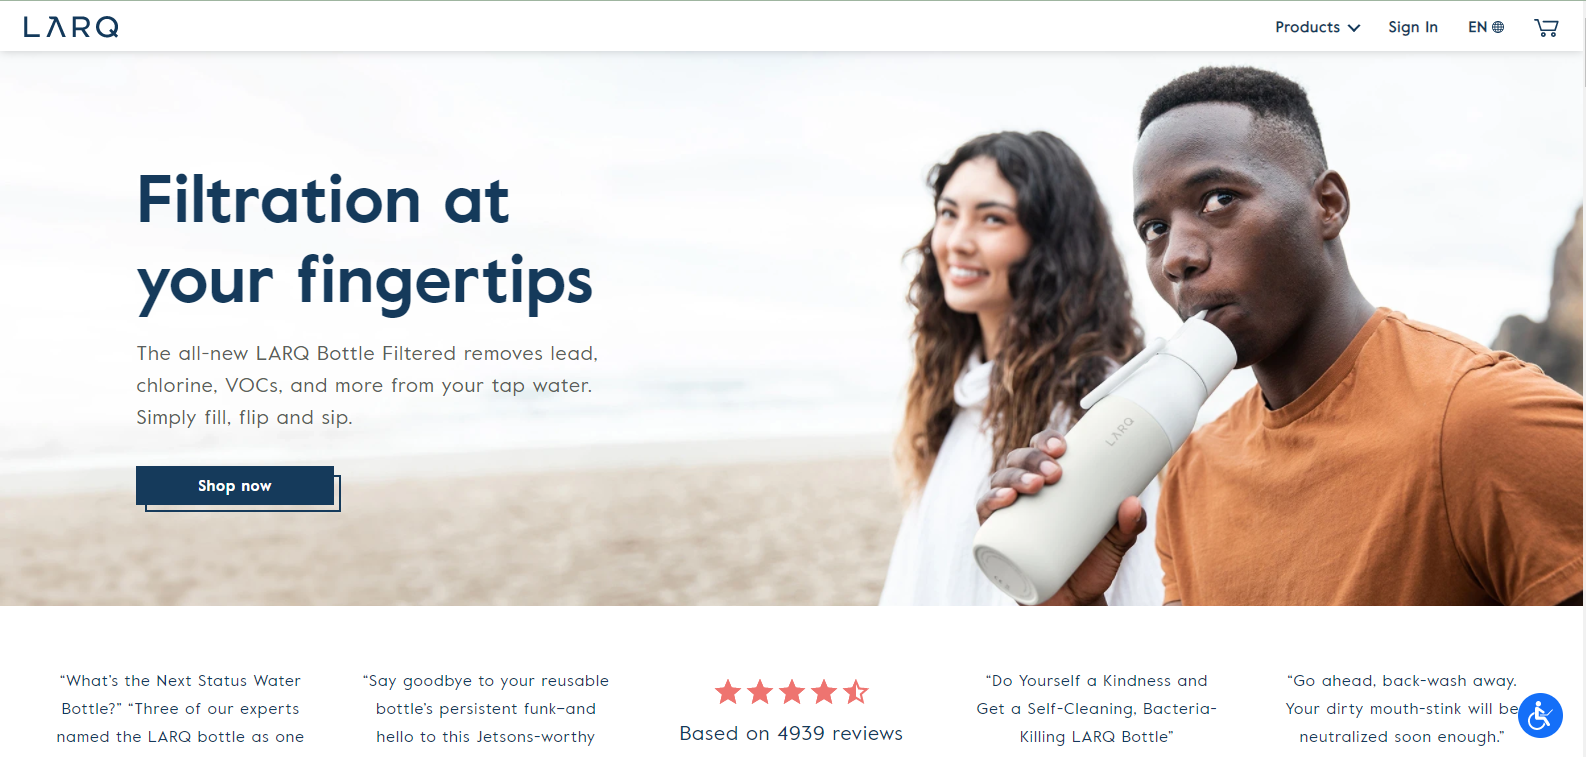 LARQ
Products
Sign In
EN
Filtration at
your fingertips
The all-new LARQ Bottle Filtered removes lead,
chlorine, VOCs, and more from your tap water.
Simply fill, flip and sip.
Shop now
LARQ
“What’s the Next Status Water
Bottle?” “Three of our experts
named the LARQ bottle as one
“Say goodbye to your reusable
bottle’s persistent funk–and
hello to this Jetsons-worthy
Based on 4939 reviews
“Do Yourself a Kindness and
Get a Self-Cleaning, Bacteria-
Killing LARQ Bottle”
“Go ahead, back-wash away.
Your dirty mouth-stink will be
neutralized soon enough.”